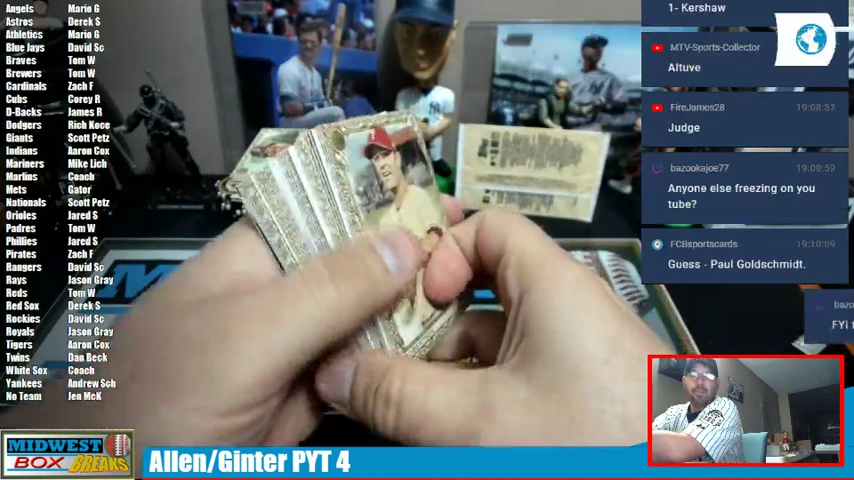 Angels Mario G
Astros Derek S
Athletics Mario G
Blue Jays David Sc
Braves Tom W
Brewers Tom W
Cardinals Zach F
Cubs Corey R
D-Backs James R
Dodgers Rich Koce
Giants Scott Petz
Indians Aaron Cox
Mariners Mike Lich
Marlins Coach
Mets Gator
Nationals Scott Petz
Orioles Jared S
Padres Tom W
Phillies Jared S
Pirates Zach F
Rangers David Sc
Rays Jason Gray
Reds Tom W
Red Sox Derek S
Rockies David Sc
Royals Jason Gray
Tigers Aaron Cox
Twins Dan Beck
White Sox Coach
Yankees Andrew Sch
No Team Jen McK
1- Kershaw
MTV-Sports-Collector
Altuve
FireJames28 19:08:52
Judge
bazookajoe77 19:09:59
Anyone else freezing on you
tube?
FCBsportscards 19:10:09
Guess - Paul Goldschmidt.
MIDWEST
BOX BREAKS
Allen/Ginter PYT 4